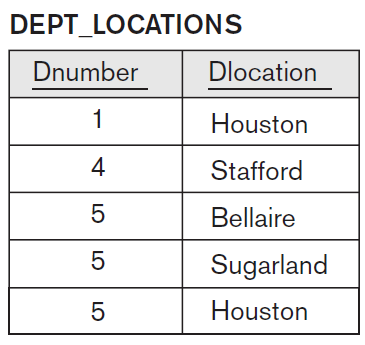 DEPT_LOCATIONS
Dnumber Dlocation
1 Houston
4 Stafford
5 Bellaire
5 Sugarland
5 Houston